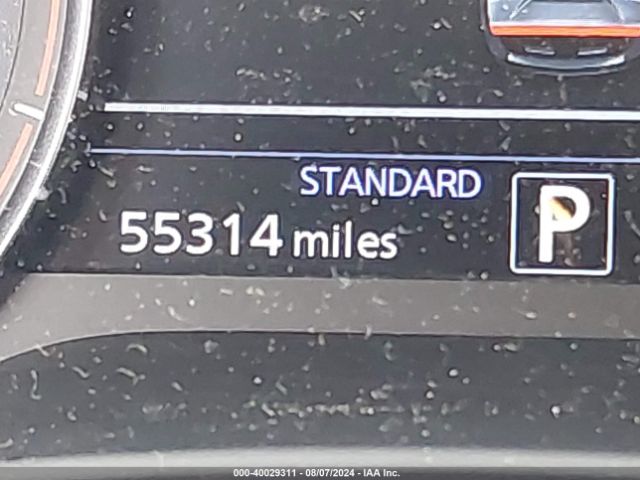 STANDARD
55314 miles P
000-40029311 - 08/07/2024 - IAA Inc.